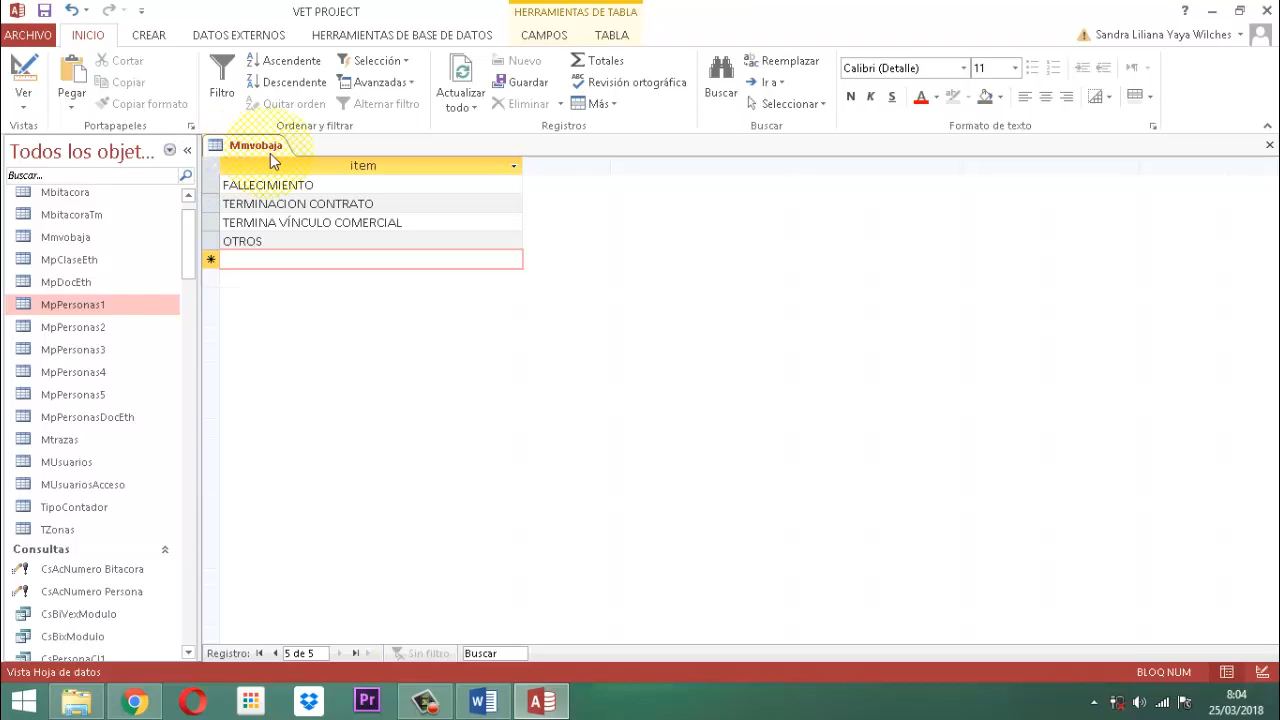 VET PROJECT
HERRAMIENTAS DE TABLA
?
ARCHIVO INICIO CREAR DATOS EXTERNOS HERRAMIENTAS DE BASE DE DATOS CAMPOS TABLA Sandra Liliana Yaya Wilches
Ver
Vistas
Pegar
Cortar
Copiar
Copiar formato
Portapapeles
Filtro
Ascendente
Descendente
Quitar orden
Selección
Avanzadas
Alternar filtro
Ordenar y filtrar
Actualizar todo
Nuevo
Guardar
Eliminar
Totales
Revisión ortográfica
Más
Registros
Buscar
Reemplazar
Ir a
Seleccionar
Buscar
Calibri (Detalle) 11
N K S A
Formato de texto
Todos los objet...
Buscar...
Mbitacora
MbitacoraTm
Mmvobaja
MpClaseEth
MpDocEth
MpPersonas1
MpPersonas2
MpPersonas3
MpPersonas4
MpPersonas5
MpPersonasDocEth
Mtrazas
MUsuarios
MUsuariosAcceso
TipoContador
TZonas
Consultas
CsAcNumero Bitacora
CsAcNumero Persona
CsBiVexModulo
CsBixModulo
CsPersonaCl1
Mmvobaja
item
FALLECIMIENTO
TERMINACION CONTRATO
TERMINA VÍNCULO COMERCIAL
OTROS
Registro: 5 de 5 Sin filtro Buscar
Vista Hoja de datos BLOQ NUM
Pr
8:04
25/03/2018